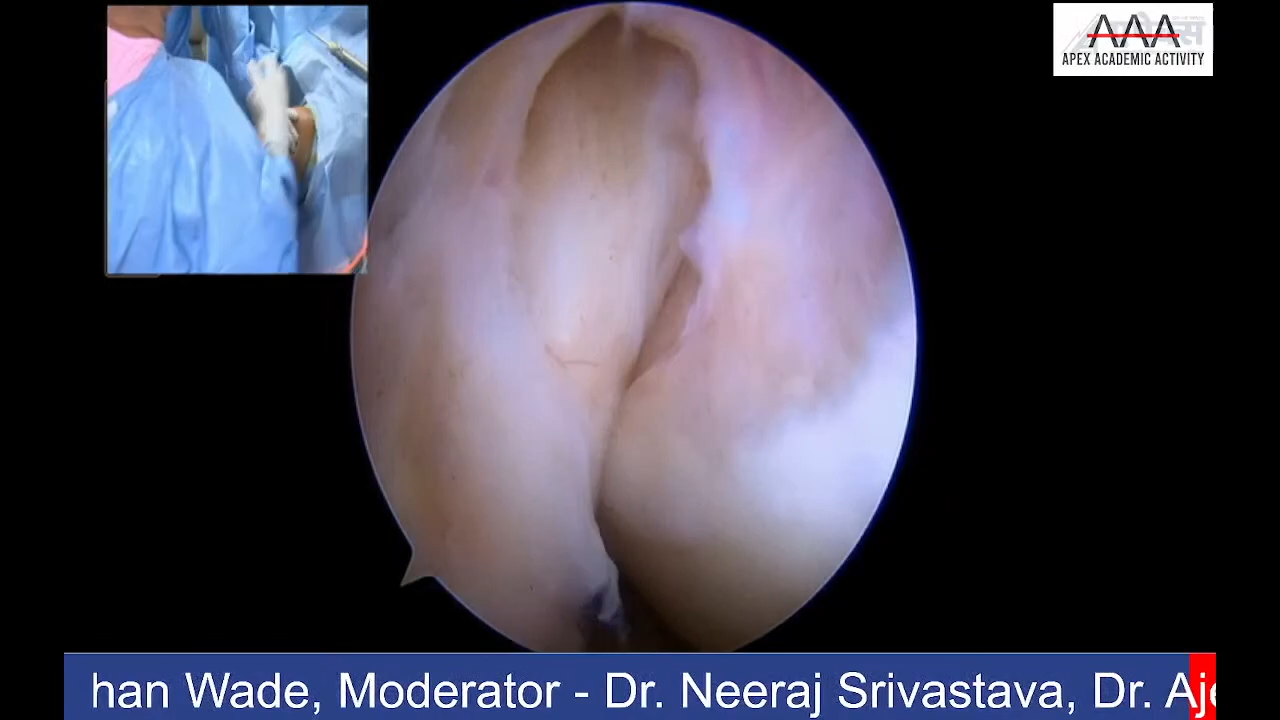 AAA
APEX ACADEMIC ACTIVITY
han Wade, Moderator - Dr. Neeraj Srivastava, Dr. Aj